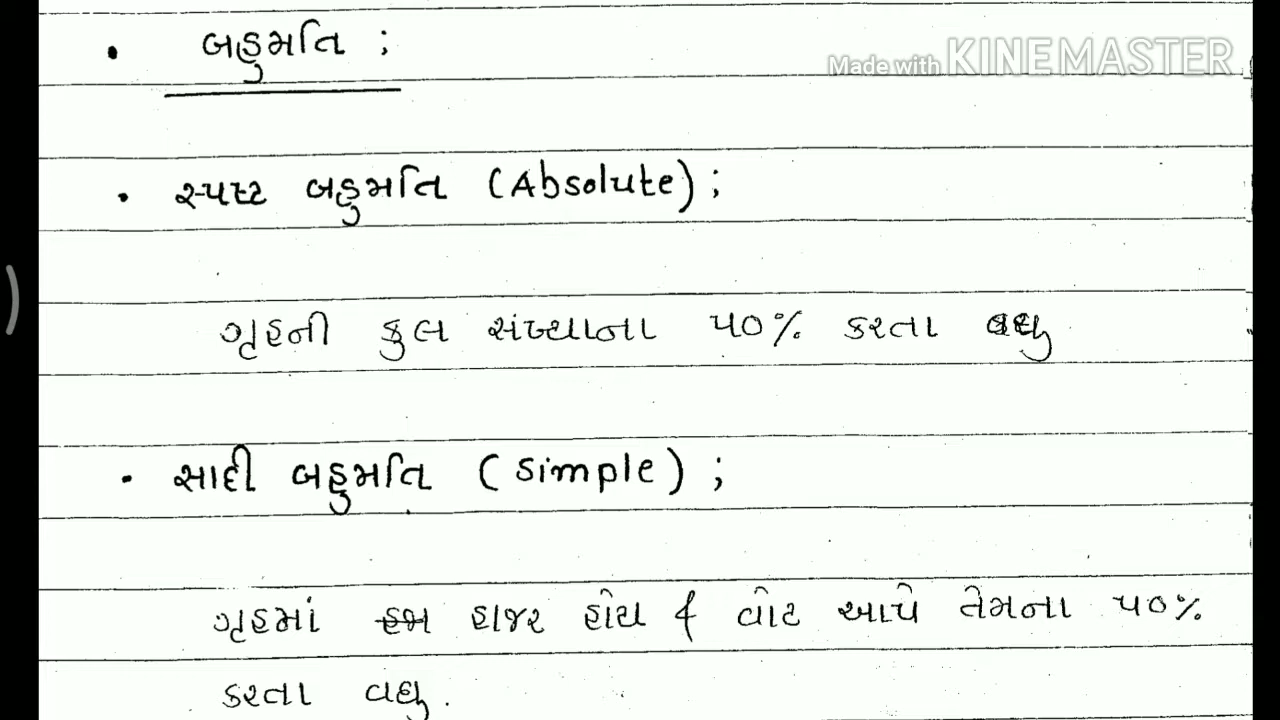 • બહુમતિ ;
Made with KINEMASTER
• સ્પષ્ટ બહુમતિ (Absolute) ;
ગૃહની કુલ સંખ્યાના ૫૦% કરતા વધુ
• સાદી બહુમતિ (simple) ;
ગૃહમાં હાજર હોય & વોટ આપે તેમના ૫૦%
કરતા વધુ.